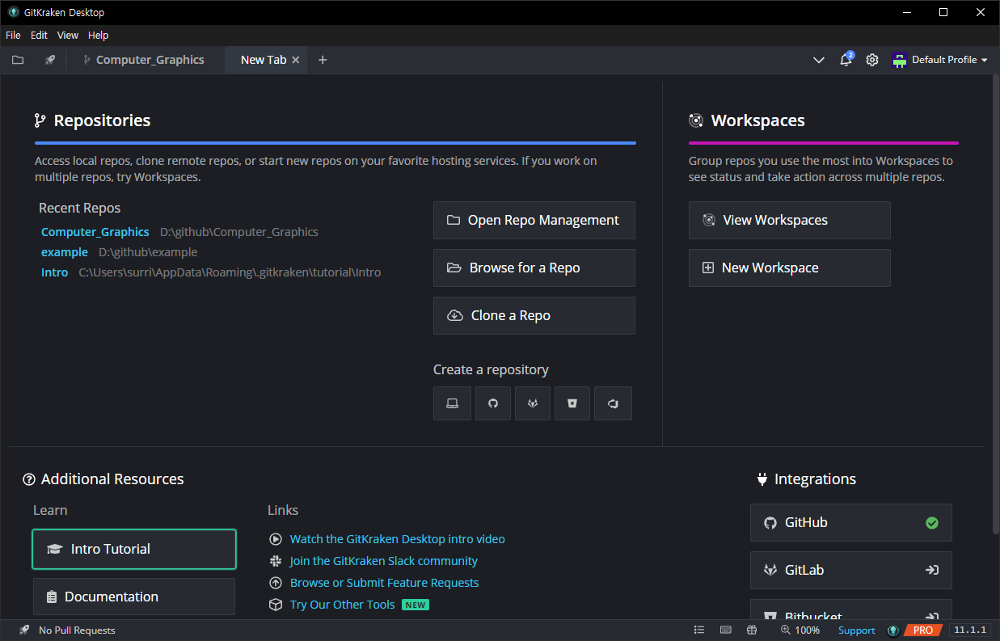 GitKraken Desktop
File Edit View Help
Computer_Graphics New Tab 2 Default Profile
Repositories
Access local repos, clone remote repos, or start new repos on your favorite hosting services. If you work on
multiple repos, try Workspaces.
Recent Repos
Computer_Graphics D:\github\Computer_Graphics
example D:\github\example
Intro C:\Users\surri\AppData\Roaming\.gitkraken\tutorial\Intro
Open Repo Management
Browse for a Repo
Clone a Repo
Create a repository
Workspaces
Group repos you use the most into Workspaces to
see status and take action across multiple repos.
View Workspaces
New Workspace
Additional Resources
Learn
Intro Tutorial
Documentation
Links
Watch the GitKraken Desktop intro video
Join the GitKraken Slack community
Browse or Submit Feature Requests
Try Our Other Tools NEW
Integrations
GitHub
GitLab
Bitbucket
No Pull Requests 100% Support PRO 11.1.1